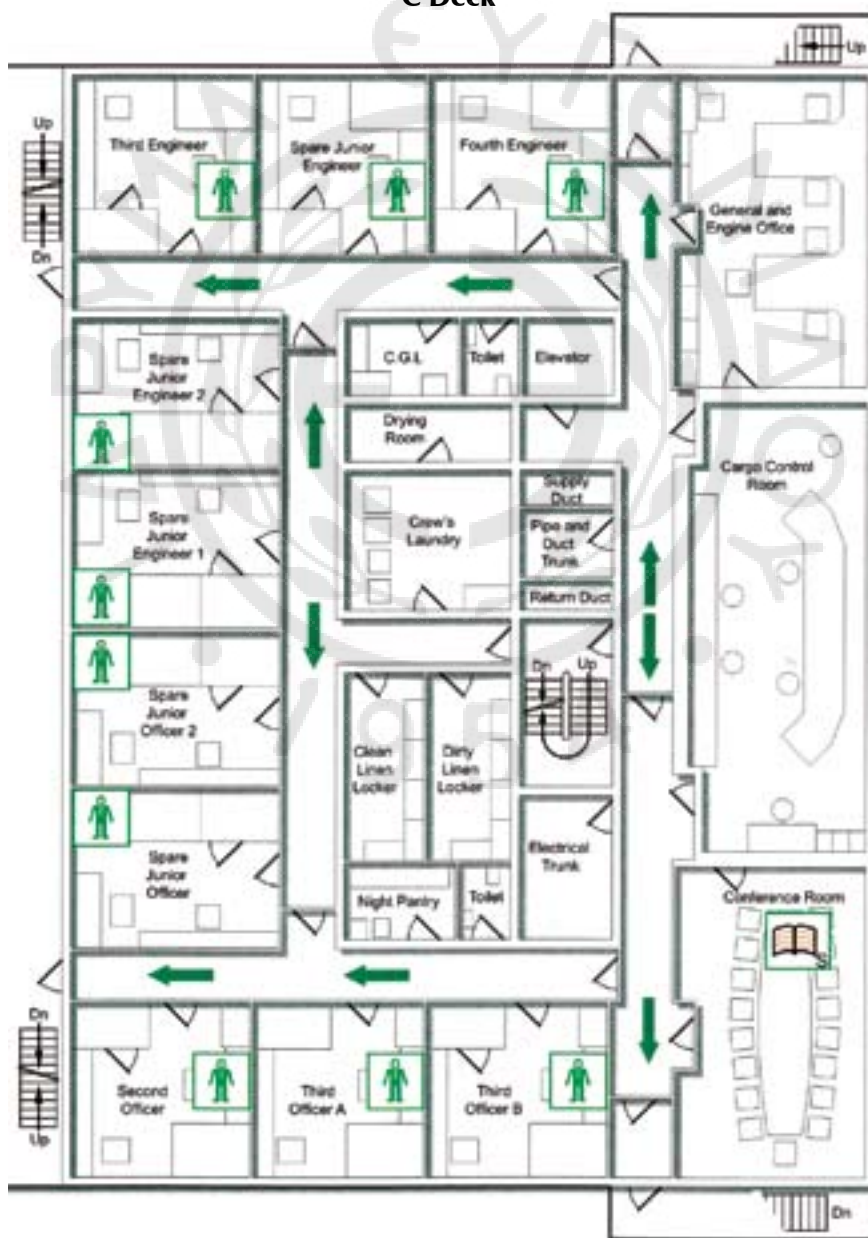 C Deck
Up
Up
Third Engineer
Spare Junior
Engineer
Fourth Engineer
General and
Engine Office
Dn
Spare
Junior
Engineer 2
C.G.L
Toilet
Elevator
Drying
Room
Cargo Control
Room
Supply
Duct
Spare
Junior
Engineer 1
Crew's
Laundry
Pipe and
Duct
Trunk
Return Duct
Dn
Up
Spare
Junior
Officer 2
Clean
Linen
Locker
Dirty
Linen
Locker
Spare
Junior
Officer
Electrical
Trunk
Night Pantry
Toilet
Conference Room
Dn
Up
Second
Officer
Third
Officer A
Third
Officer B
Dn